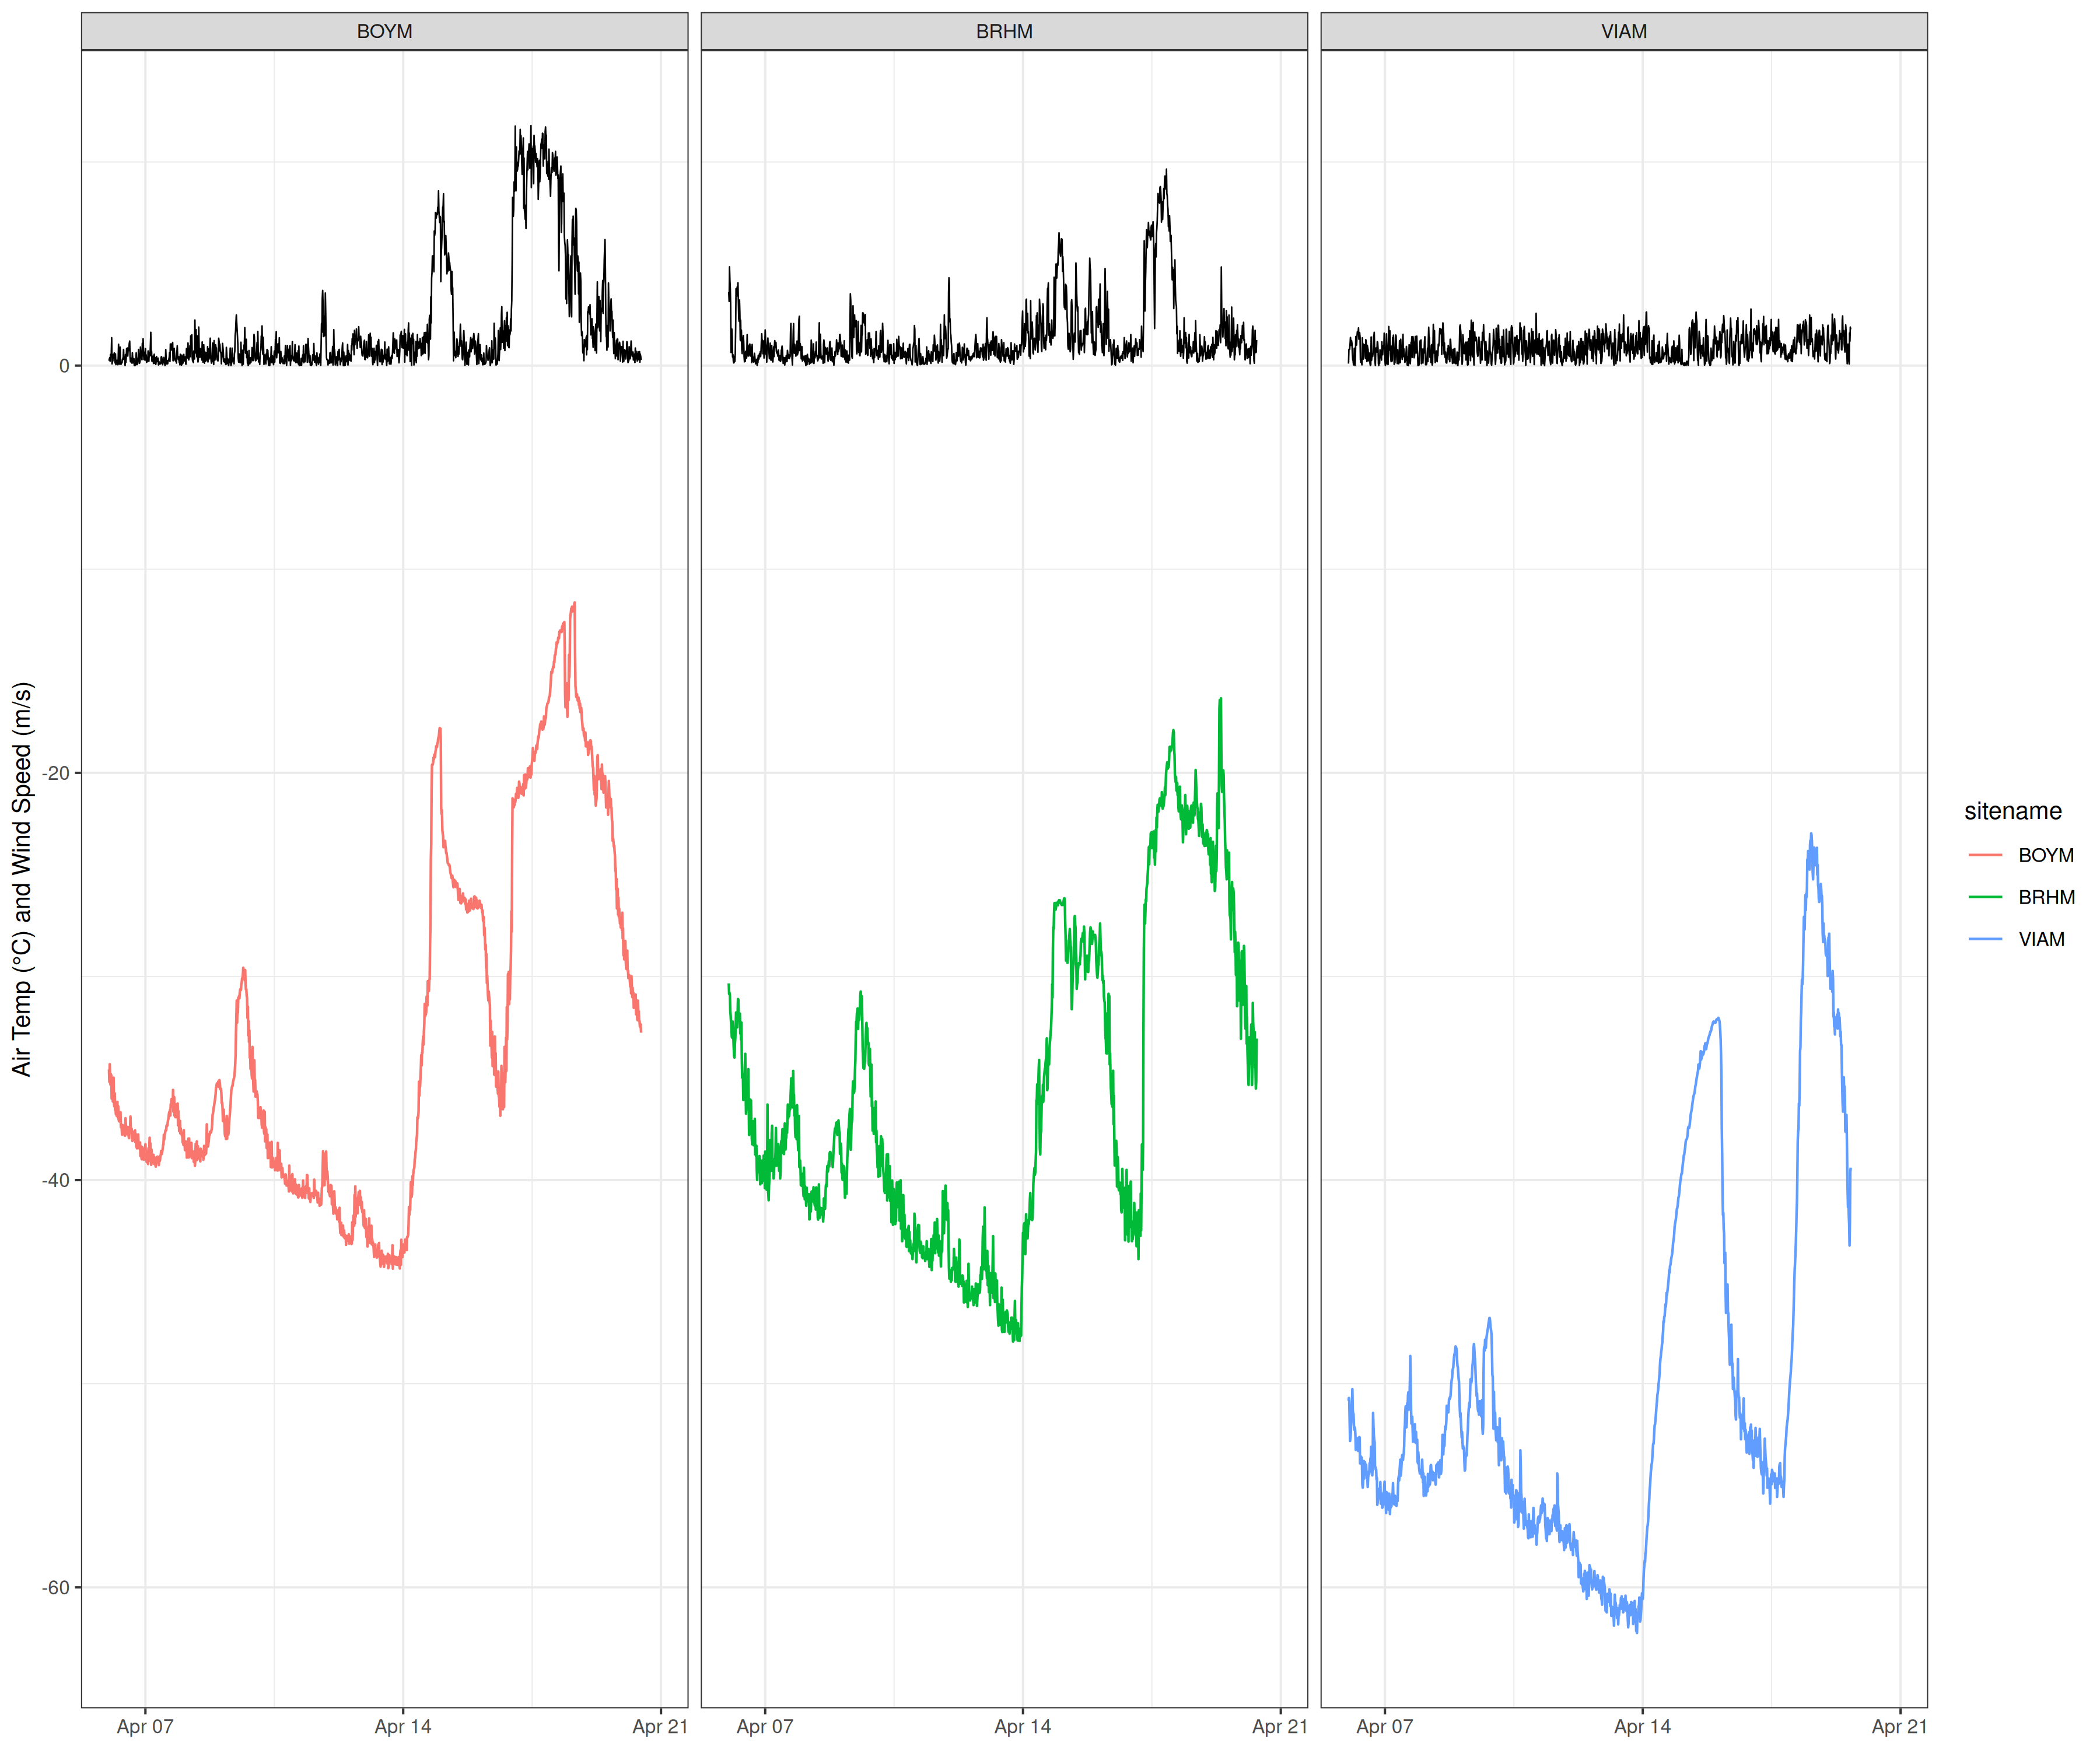 BOYM BRHM VIAM
0
-20
-40
-60
Air Temp (°C) and Wind Speed (m/s)
Apr 07 Apr 14 Apr 21 Apr 07 Apr 14 Apr 21 Apr 07 Apr 14 Apr 21
sitename
BOYM
BRHM
VIAM